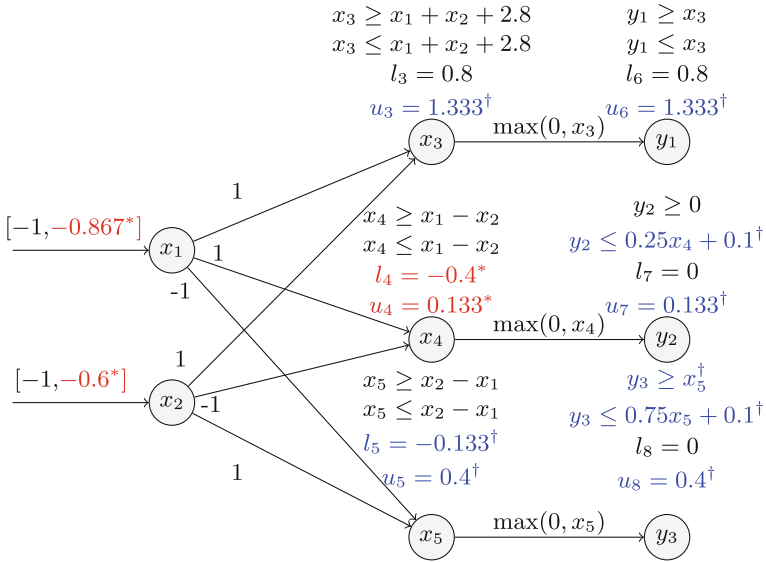 x₃ ≥ x₁ + x₂ + 2.8
x₃ ≤ x₁ + x₂ + 2.8
l₃ = 0.8
u₃ = 1.333†
x₃
max(0, x₃)
y₁ ≥ x₃
y₁ ≤ x₃
l₆ = 0.8
u₆ = 1.333†
y₁
[−1,−0.867*]
x₁
1
1
-1
x₄ ≥ x₁ − x₂
x₄ ≤ x₁ − x₂
l₄ = −0.4*
u₄ = 0.133*
x₄
max(0, x₄)
y₂ ≥ 0
y₂ ≤ 0.25x₄ + 0.1†
l₇ = 0
u₇ = 0.133†
y₂
[−1,−0.6*]
x₂
1
-1
1
x₅ ≥ x₂ − x₁
x₅ ≤ x₂ − x₁
l₅ = −0.133†
u₅ = 0.4†
x₅
max(0, x₅)
y₃ ≥ x₅†
y₃ ≤ 0.75x₅ + 0.1†
l₈ = 0
u₈ = 0.4†
y₃